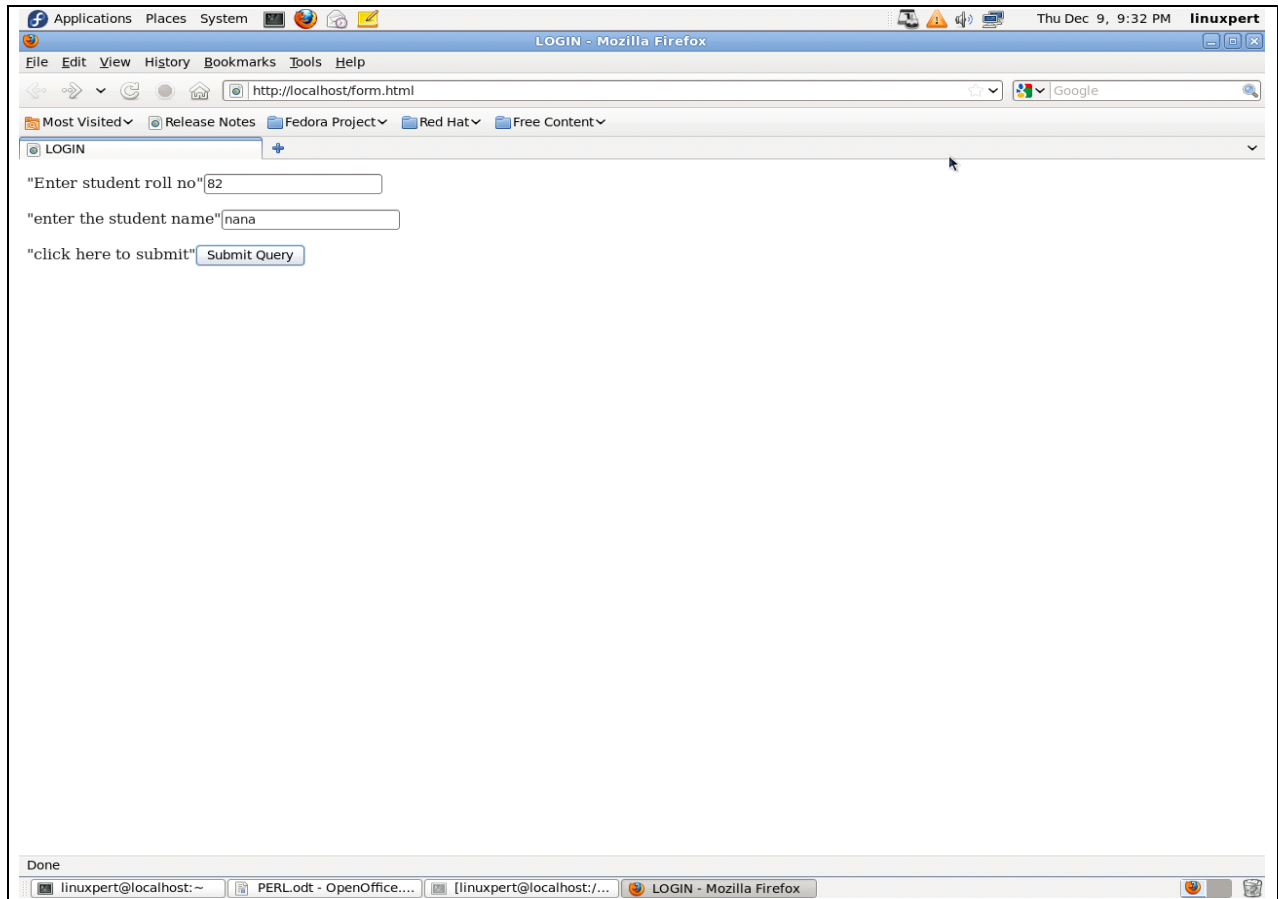 Applications Places System Thu Dec 9, 9:32 PM linuxpert
LOGIN - Mozilla Firefox
File Edit View History Bookmarks Tools Help
http://localhost/form.html Google
Most Visited Release Notes Fedora Project Red Hat Free Content
LOGIN
"Enter student roll no" 82
"enter the student name" nana
"click here to submit" Submit Query
Done
linuxpert@localhost:~ PERL.odt - OpenOffice.... [linuxpert@localhost:/... LOGIN - Mozilla Firefox